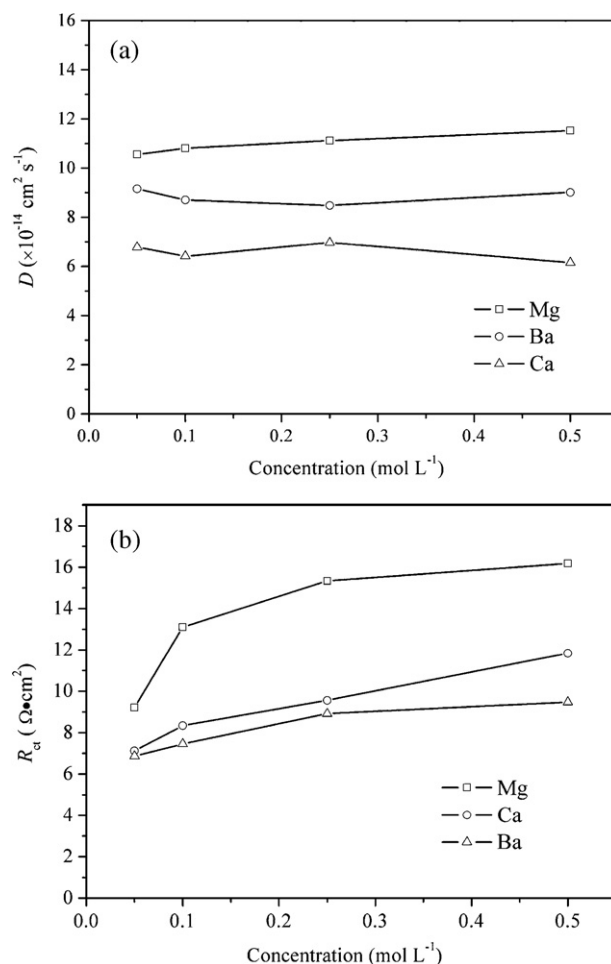 (a)
16
14
12
10
8
6
4
2
0
D (×10⁻¹⁴ cm² s⁻¹)
Mg
Ba
Ca
0.0 0.1 0.2 0.3 0.4 0.5
Concentration (mol L⁻¹)
(b)
18
16
14
12
10
8
6
4
2
0
R_ct ( Ω•cm²)
Mg
Ca
Ba
0.0 0.1 0.2 0.3 0.4 0.5
Concentration (mol L⁻¹)